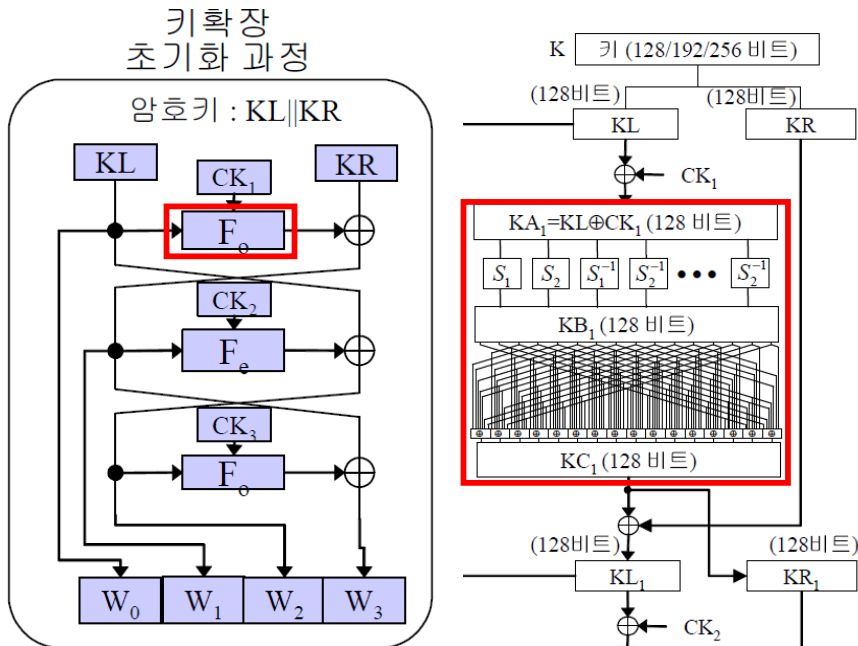 키확장
초기화 과정
암호키 : KL||KR
KL
CK₁
KR
Fₒ
CK₂
Fₑ
CK₃
Fₒ
W₀ W₁ W₂ W₃
K 키 (128/192/256 비트)
(128비트) (128비트)
KL KR
CK₁
KA₁=KL⊕CK₁ (128 비트)
S₁ S₂ S₁⁻¹ S₂⁻¹ ••• S₂⁻¹
KB₁ (128 비트)
KC₁ (128 비트)
(128비트) (128비트)
KL₁ KR₁
CK₂